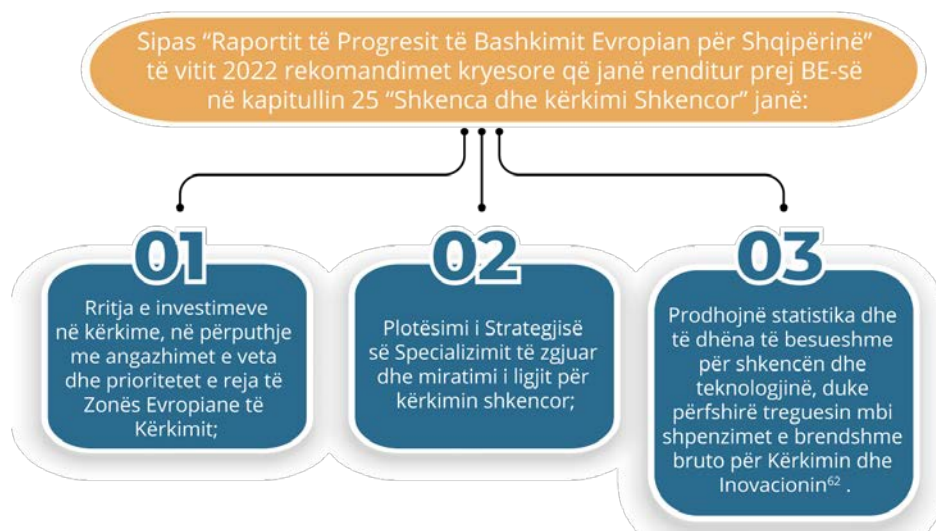 Sipas “Raportit të Progresit të Bashkimit Evropian për Shqipërinë”
të vitit 2022 rekomandimet kryesore që janë renditur prej BE-së
në kapitullin 25 “Shkenca dhe kërkimi Shkencor” janë:
01
Rritja e investimeve
në kërkime, në përputhje
me angazhimet e veta
dhe prioritetet e reja të
Zonës Evropiane të
Kërkimit;
02
Plotësimi i Strategjisë
së Specializimit të zgjuar
dhe miratimi i ligjit për
kërkimin shkencor;
03
Prodhojnë statistika dhe
të dhëna të besueshme
për shkencën dhe
teknologjinë, duke
përfshirë treguesin mbi
shpenzimet e brendshme
bruto për Kërkimin dhe
Inovacionin⁶² .